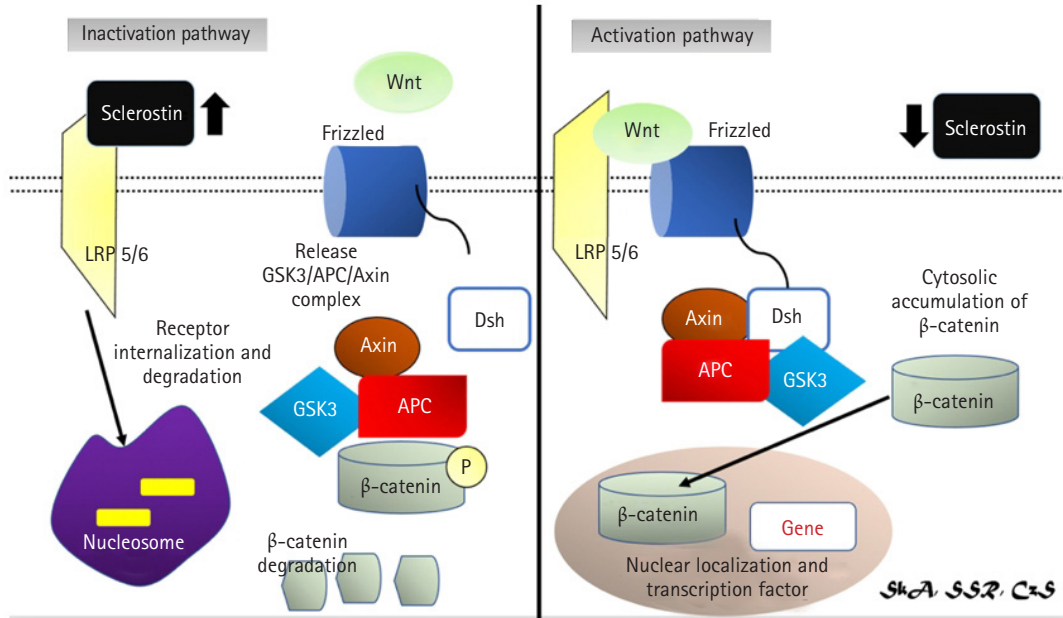 Inactivation pathway
Sclerostin
Wnt
Frizzled
LRP 5/6
Release
GSK3/APC/Axin
complex
Dsh
Receptor
internalization and
degradation
Axin
GSK3
APC
P
β-catenin
Nucleosome
β-catenin
degradation
Activation pathway
Wnt
Frizzled
Sclerostin
LRP 5/6
Cytosolic
accumulation of
β-catenin
Axin
Dsh
APC
GSK3
β-catenin
β-catenin
Gene
Nuclear localization and
transcription factor
SkA, SSR, CzS